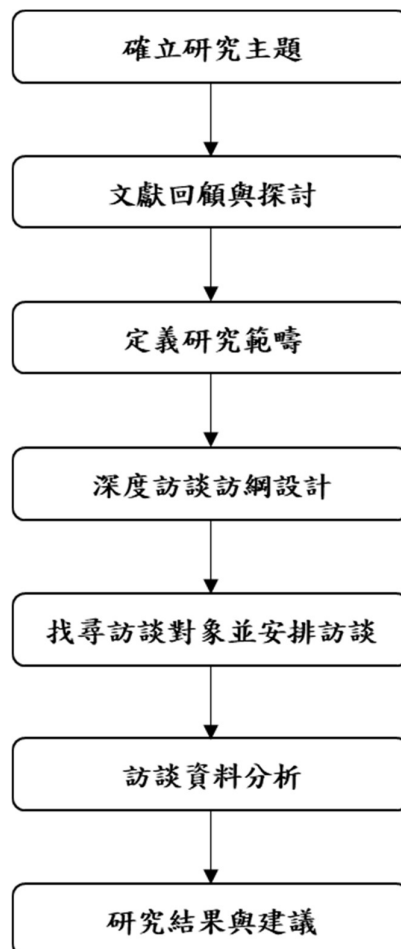 確立研究主題
文獻回顧與探討
定義研究範疇
深度訪談訪綱設計
找尋訪談對象並安排訪談
訪談資料分析
研究結果與建議